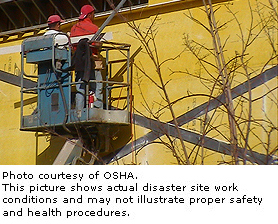 Photo courtesy of OSHA.
This picture shows actual disaster site work
conditions and may not illustrate proper safety
and health procedures.